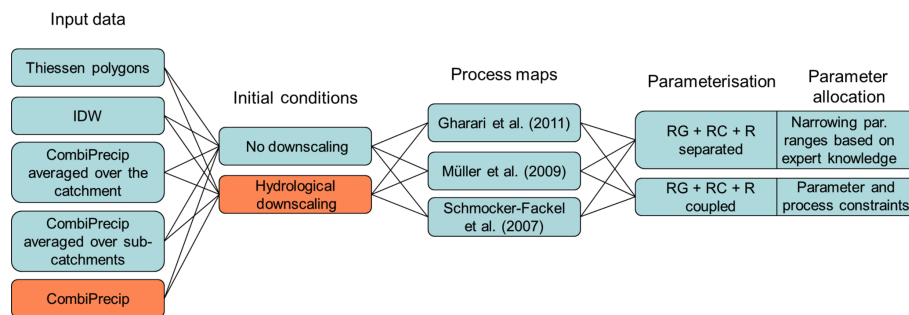 Input data
Thiessen polygons
IDW
CombiPrecip
averaged over the
catchment
CombiPrecip
averaged over sub-
catchments
CombiPrecip
Initial conditions
No downscaling
Hydrological
downscaling
Process maps
Gharari et al. (2011)
Müller et al. (2009)
Schmocker-Fackel
et al. (2007)
Parameterisation
RG + RC + R
separated
RG + RC + R
coupled
Parameter
allocation
Narrowing par.
ranges based on
expert knowledge
Parameter and
process constraints